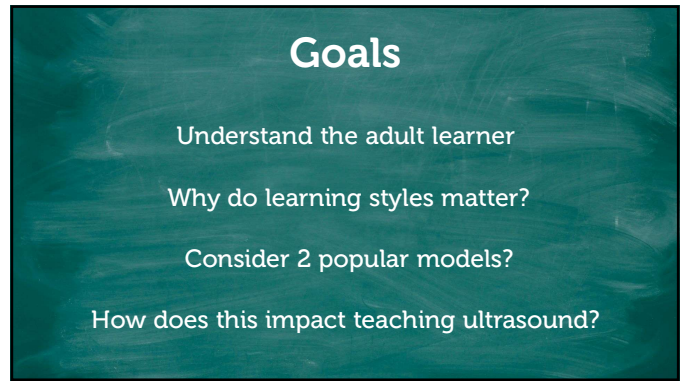 Goals
Understand the adult learner
Why do learning styles matter?
Consider 2 popular models?
How does this impact teaching ultrasound?